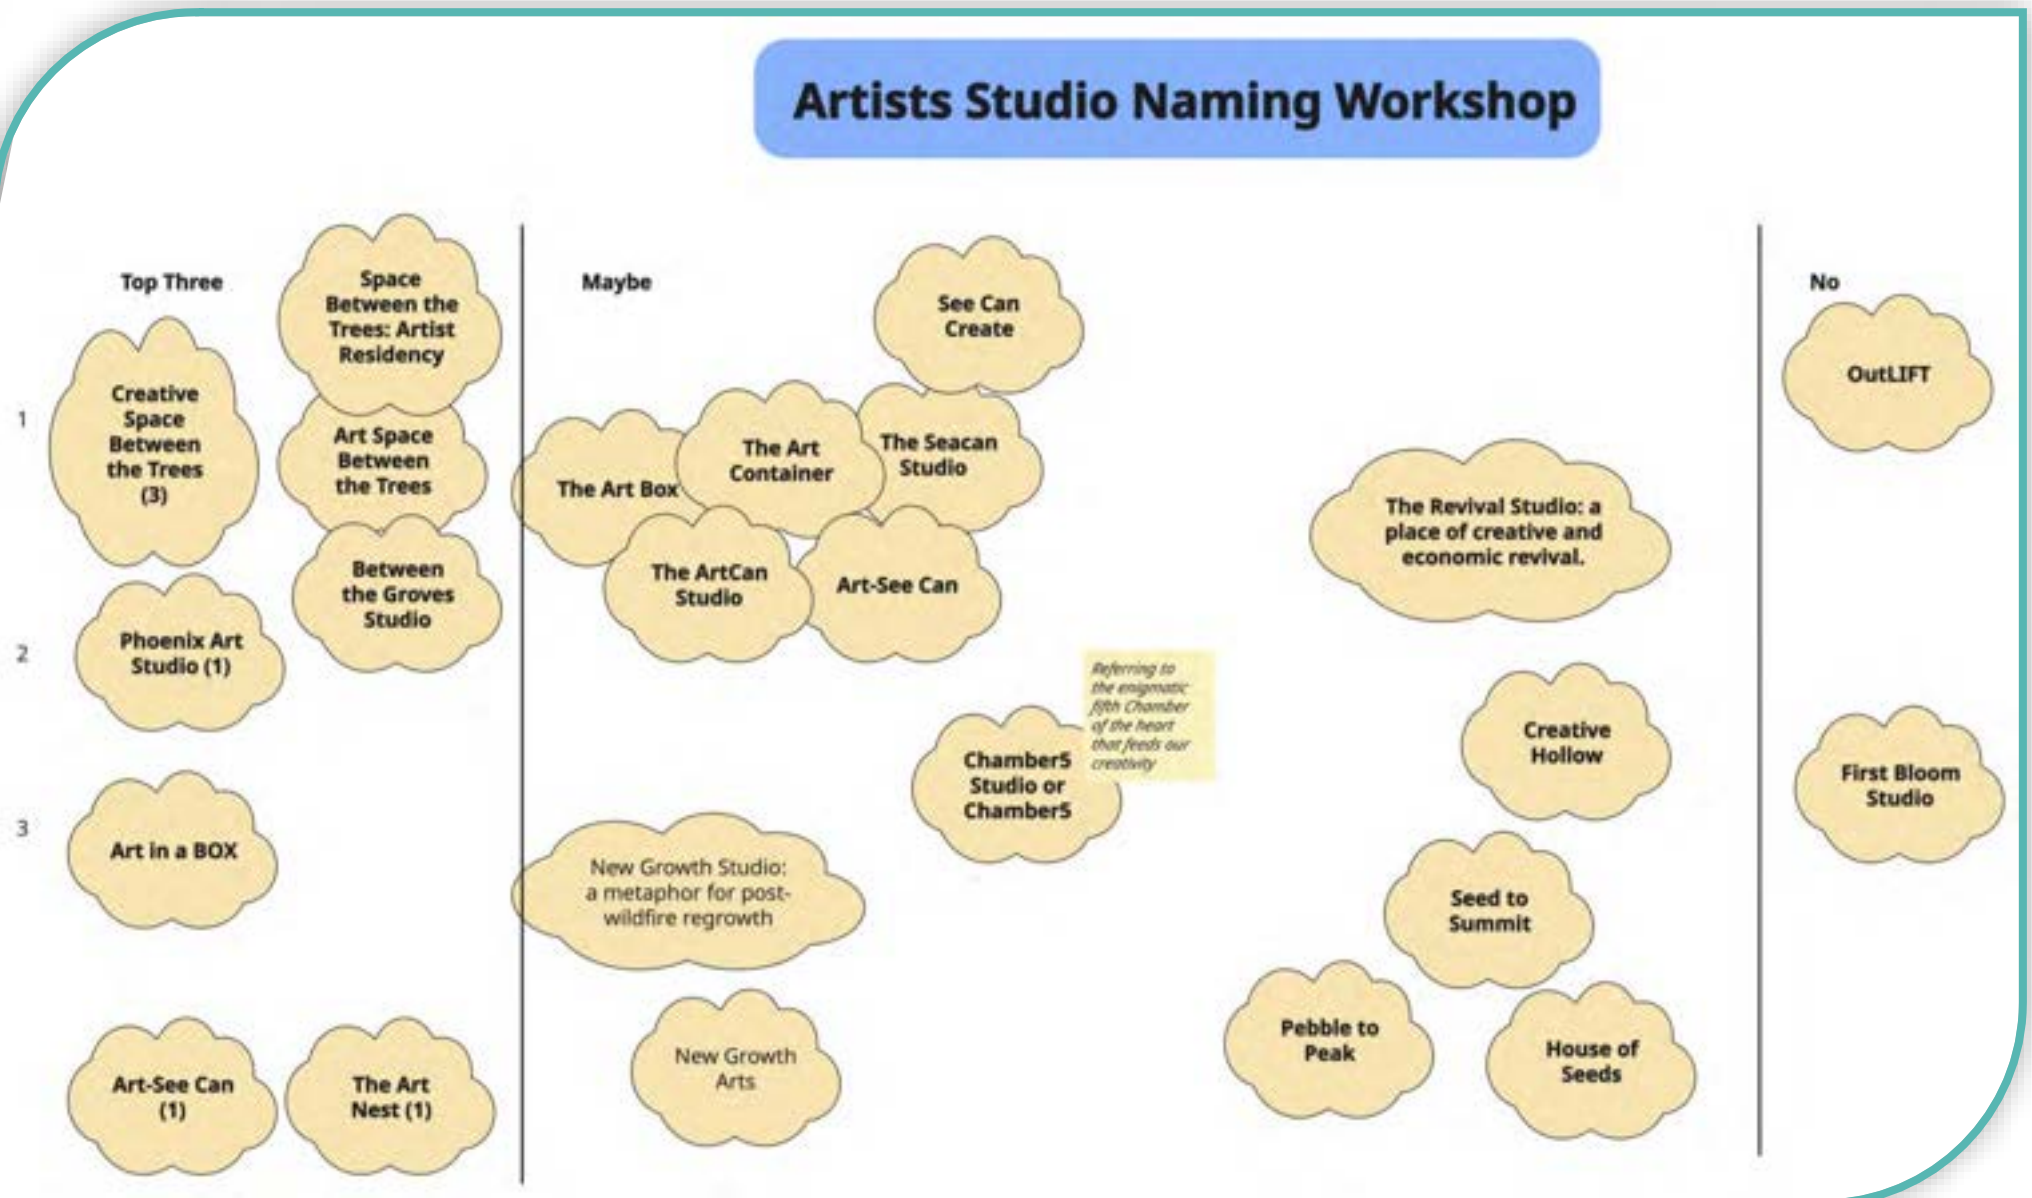 Artists Studio Naming Workshop
Top Three
1
2
3
Creative
Space
Between
the Trees
(3)
Space
Between the
Trees: Artist
Residency
Art Space
Between
the Trees
Between
the Groves
Studio
Phoenix Art
Studio (1)
Art in a BOX
Art-See Can
(1)
The Art
Nest (1)
Maybe
See Can
Create
The Art Box
The Art
Container
The Seacan
Studio
The ArtCan
Studio
Art-See Can
Referring to
the enigmatic
fifth Chamber
of the heart
that feeds our
creativity
Chamber5
Studio or
Chamber5
New Growth Studio:
a metaphor for post-
wildfire regrowth
New Growth
Arts
The Revival Studio: a
place of creative and
economic revival.
Creative
Hollow
Seed to
Summit
Pebble to
Peak
House of
Seeds
No
OutLIFT
First Bloom
Studio